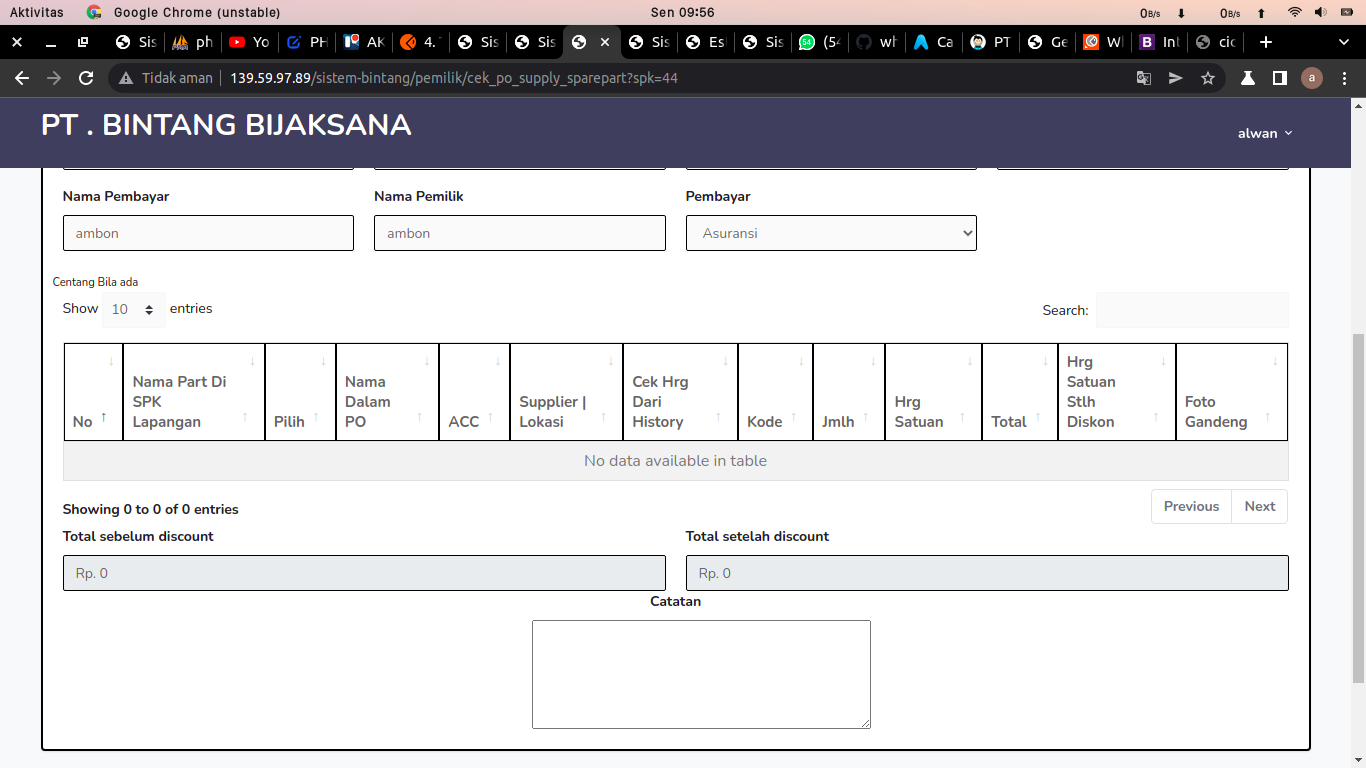 Aktivitas Google Chrome (unstable) Sen 09:56 0B/s 0B/s
Sis ph Yo PH AK 4. Sis Sis Sis Es Sis (54 wh Ca PT Ge W Int cic
Tidak aman 139.59.97.89/sistem-bintang/pemilik/cek_po_supply_sparepart?spk=44 a
PT . BINTANG BIJAKSANA
alwan
Nama Pembayar Nama Pemilik Pembayar
ambon ambon Asuransi
Centang Bila ada
Show 10 entries Search:
No
Nama Part Di
SPK
Lapangan
Pilih
Nama
Dalam
PO
ACC
Supplier |
Lokasi
Cek Hrg
Dari
History
Kode
Jmlh
Hrg
Satuan
Total
Hrg
Satuan
Stlh
Diskon
Foto
Gandeng
No data available in table
Showing 0 to 0 of 0 entries Previous Next
Total sebelum discount Total setelah discount
Rp. 0 Rp. 0
Catatan